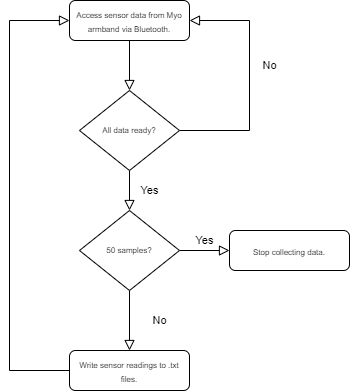 Access sensor data from Myo
armband via Bluetooth.
No
All data ready?
Yes
50 samples?
Yes
Stop collecting data.
No
Write sensor readings to .txt
files.